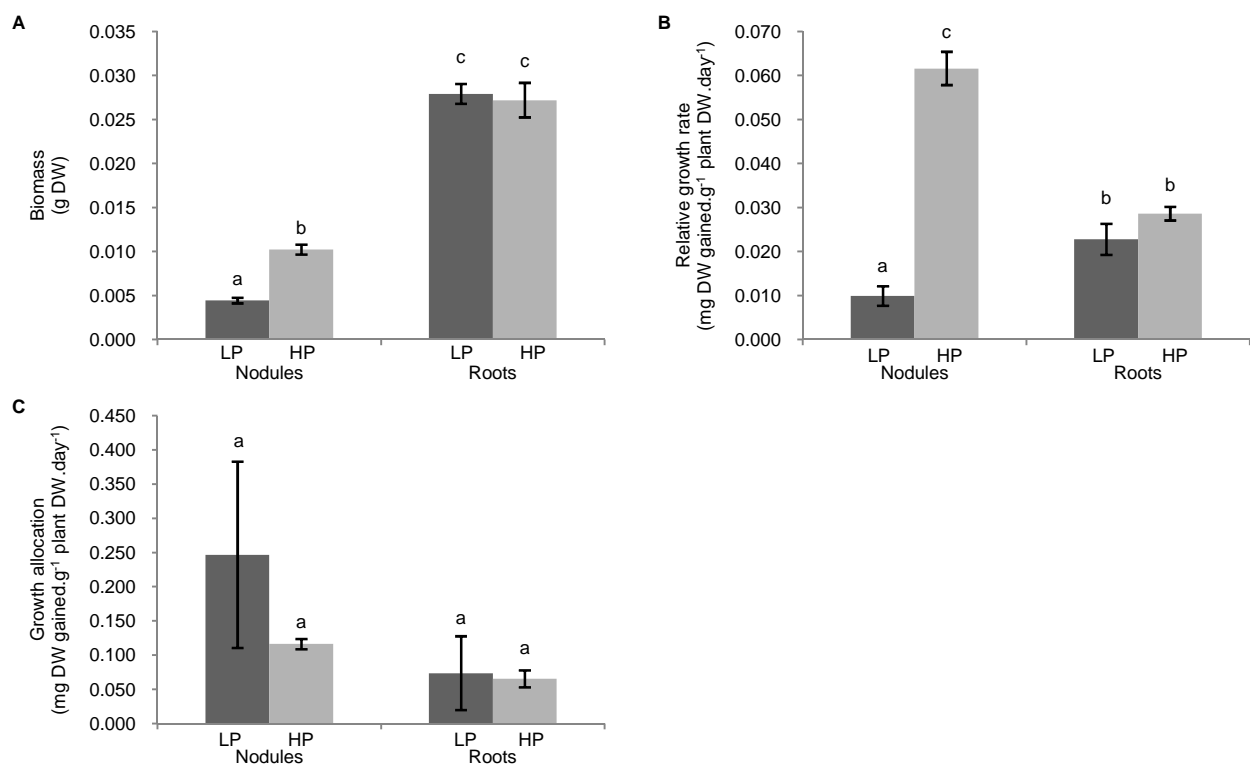 A
Biomass
(g DW)
0.035
0.030
0.025
0.020
0.015
0.010
0.005
0.000
a
b
c
c
LP
HP
LP
HP
Nodules
Roots
B
Relative growth rate
(mg DW gained.g⁻¹ plant DW.day⁻¹)
0.070
0.060
0.050
0.040
0.030
0.020
0.010
0.000
a
c
b
b
LP
HP
LP
HP
Nodules
Roots
C
Growth allocation
(mg DW gained.g⁻¹ plant DW.day⁻¹)
0.450
0.400
0.350
0.300
0.250
0.200
0.150
0.100
0.050
0.000
a
a
a
a
LP
HP
LP
HP
Nodules
Roots